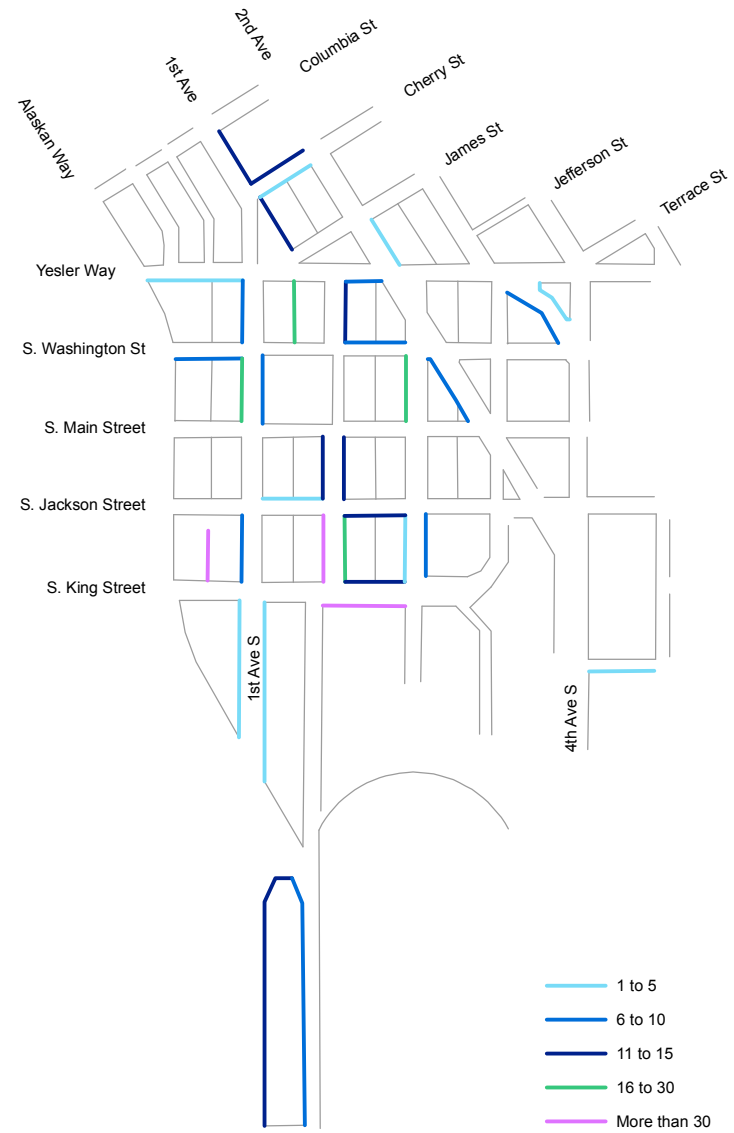 2nd Ave
Columbia St
1st Ave
Cherry St
Alaskan Way
James St
Jefferson St
Terrace St
Yesler Way
S. Washington St
S. Main Street
S. Jackson Street
S. King Street
1st Ave S
4th Ave S
1 to 5
6 to 10
11 to 15
16 to 30
More than 30